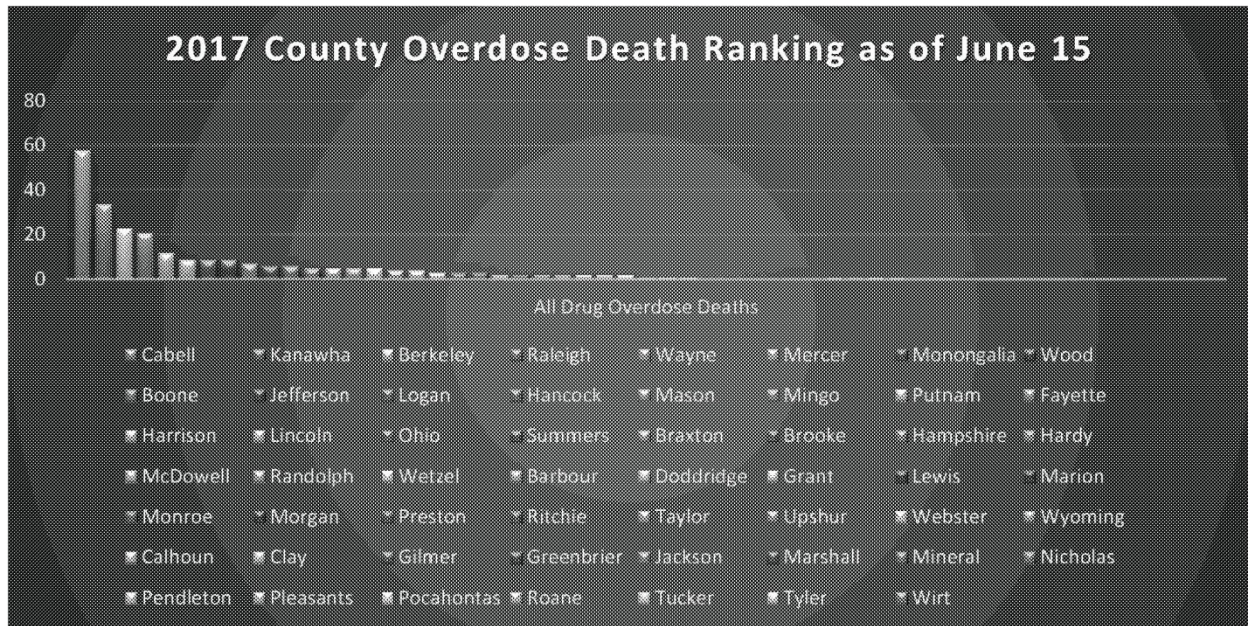 2017 County Overdose Death Ranking as of June 15
80
60
40
20
0
All Drug Overdose Deaths
Cabell Kanawha Berkeley Raleigh Wayne Mercer Monongalia Wood
Boone Jefferson Logan Hancock Mason Mingo Putnam Fayette
Harrison Lincoln Ohio Summers Braxton Brooke Hampshire Hardy
McDowell Randolph Wetzel Barbour Doddridge Grant Lewis Marion
Monroe Morgan Preston Ritchie Taylor Upshur Webster Wyoming
Calhoun Clay Gilmer Greenbrier Jackson Marshall Mineral Nicholas
Pendleton Pleasants Pocahontas Roane Tucker Tyler Wirt